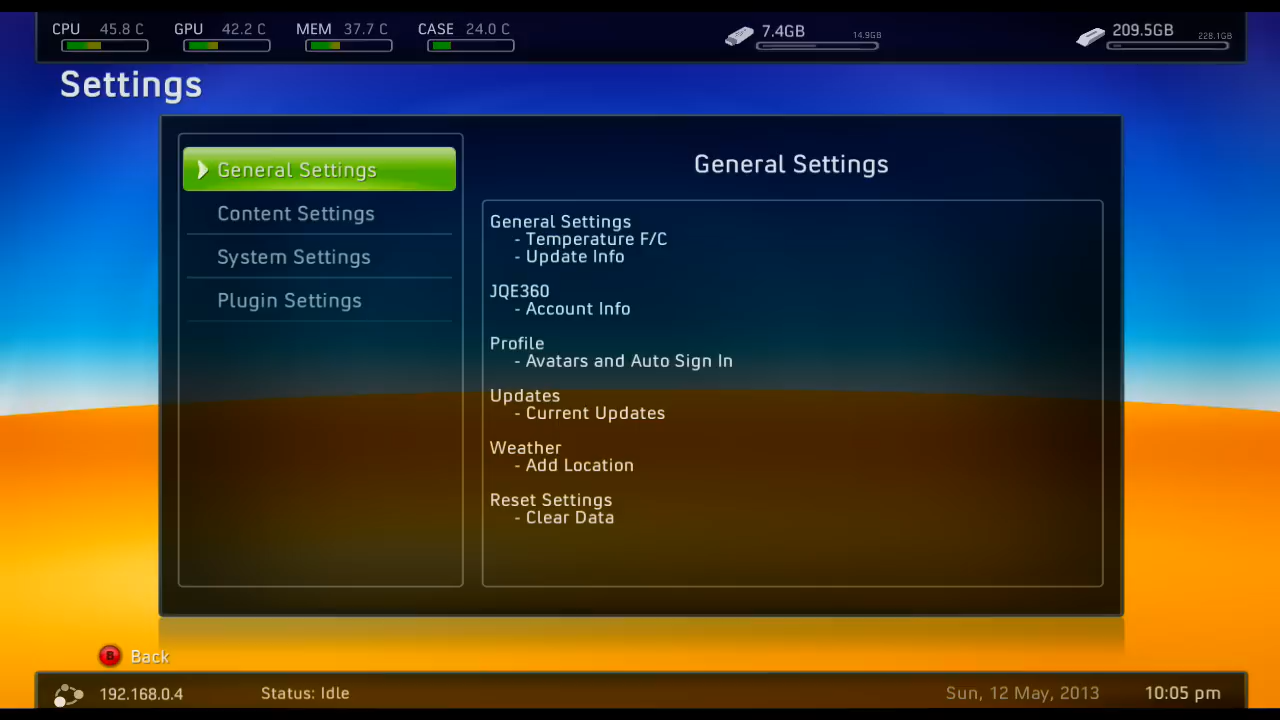 CPU 45.8 C GPU 42.2 C MEM 37.7 C CASE 24.0 C 7.4GB 14.9GB 209.5GB 228.1GB
Settings
General Settings
Content Settings
System Settings
Plugin Settings
General Settings
General Settings
- Temperature F/C
- Update Info
JQE360
- Account Info
Profile
- Avatars and Auto Sign In
Updates
- Current Updates
Weather
- Add Location
Reset Settings
- Clear Data
B Back
192.168.0.4 Status: Idle Sun, 12 May, 2013 10:05 pm